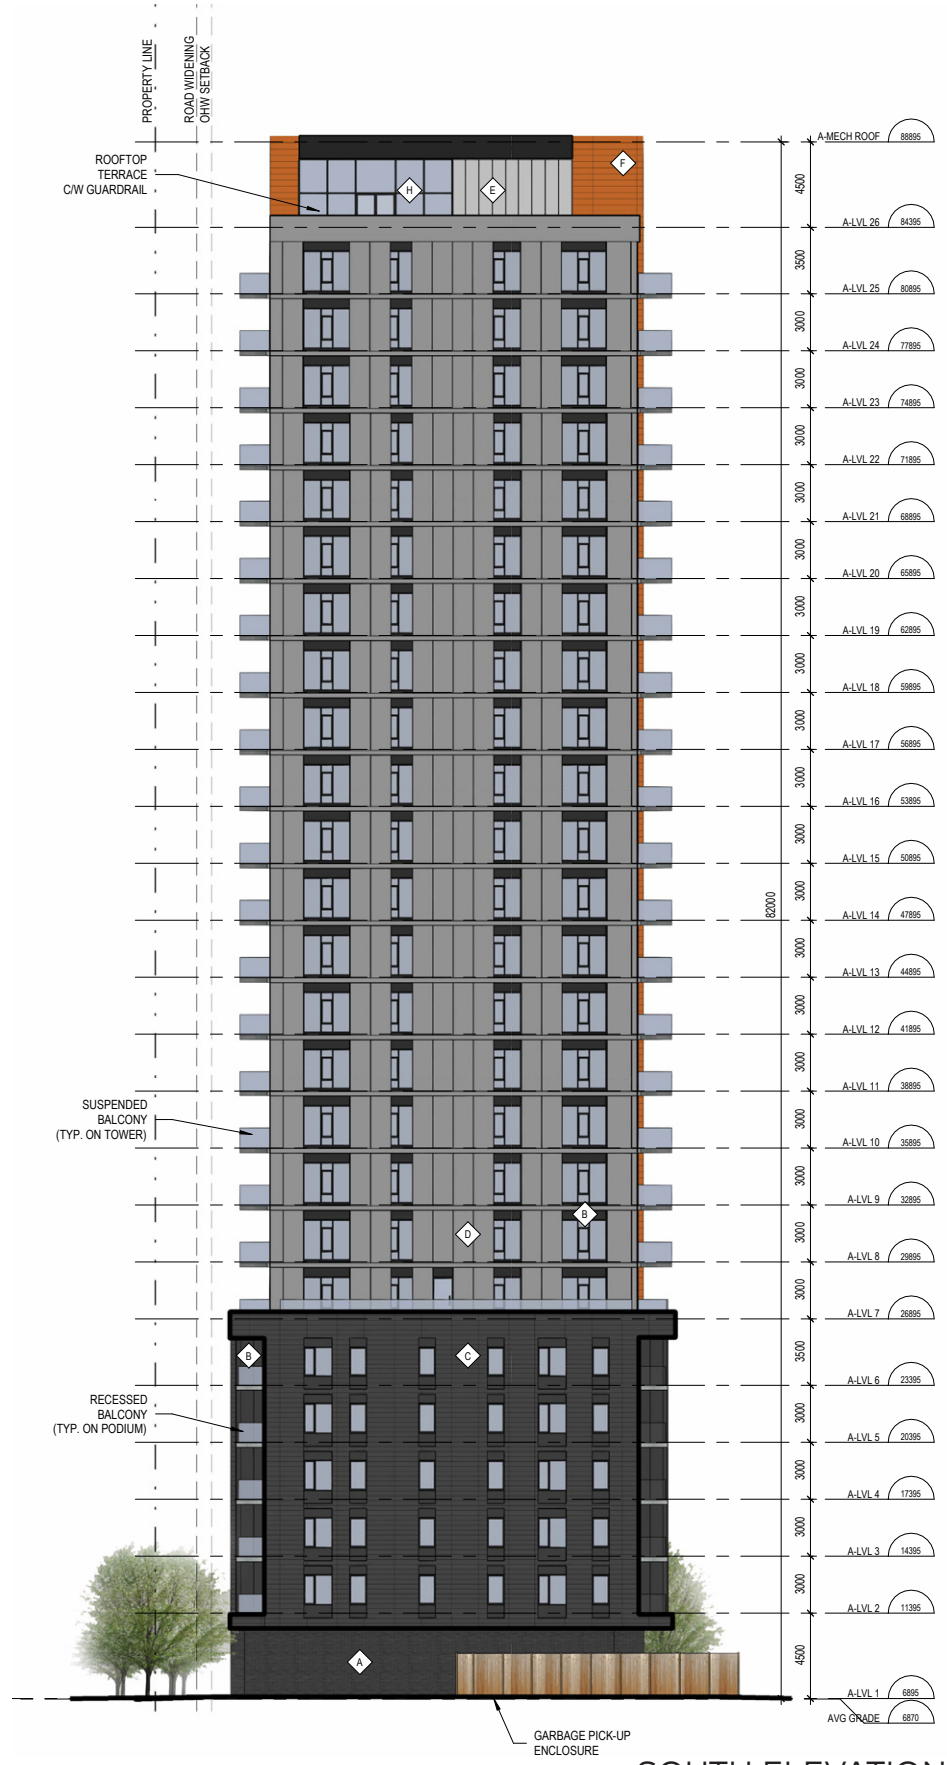 PROPERTY LINE
ROAD WIDENING
OHW SETBACK
ROOFTOP
TERRACE
C/W GUARDRAIL
F
H
E
A-MECH ROOF 88895
4500
A-LVL 26 84395
3500
A-LVL 25 80895
3000
A-LVL 24 77895
3000
A-LVL 23 74895
3000
A-LVL 22 71895
3000
A-LVL 21 68895
3000
A-LVL 20 65895
3000
A-LVL 19 62895
3000
A-LVL 18 59895
3000
A-LVL 17 56895
3000
A-LVL 16 53895
3000
A-LVL 15 50895
3000
82000
A-LVL 14 47895
3000
A-LVL 13 44895
3000
A-LVL 12 41895
3000
A-LVL 11 38895
3000
SUSPENDED
BALCONY
(TYP. ON TOWER)
A-LVL 10 35895
3000
A-LVL 9 32895
B
D
3000
A-LVL 8 29895
3000
A-LVL 7 26895
B
C
3500
A-LVL 6 23395
RECESSED
BALCONY
(TYP. ON PODIUM)
3000
A-LVL 5 20395
3000
A-LVL 4 17395
3000
A-LVL 3 14395
3000
A-LVL 2 11395
4500
A
A-LVL 1 6895
AVG GRADE 6870
GARBAGE PICK-UP
ENCLOSURE
SOUTH ELEVATION